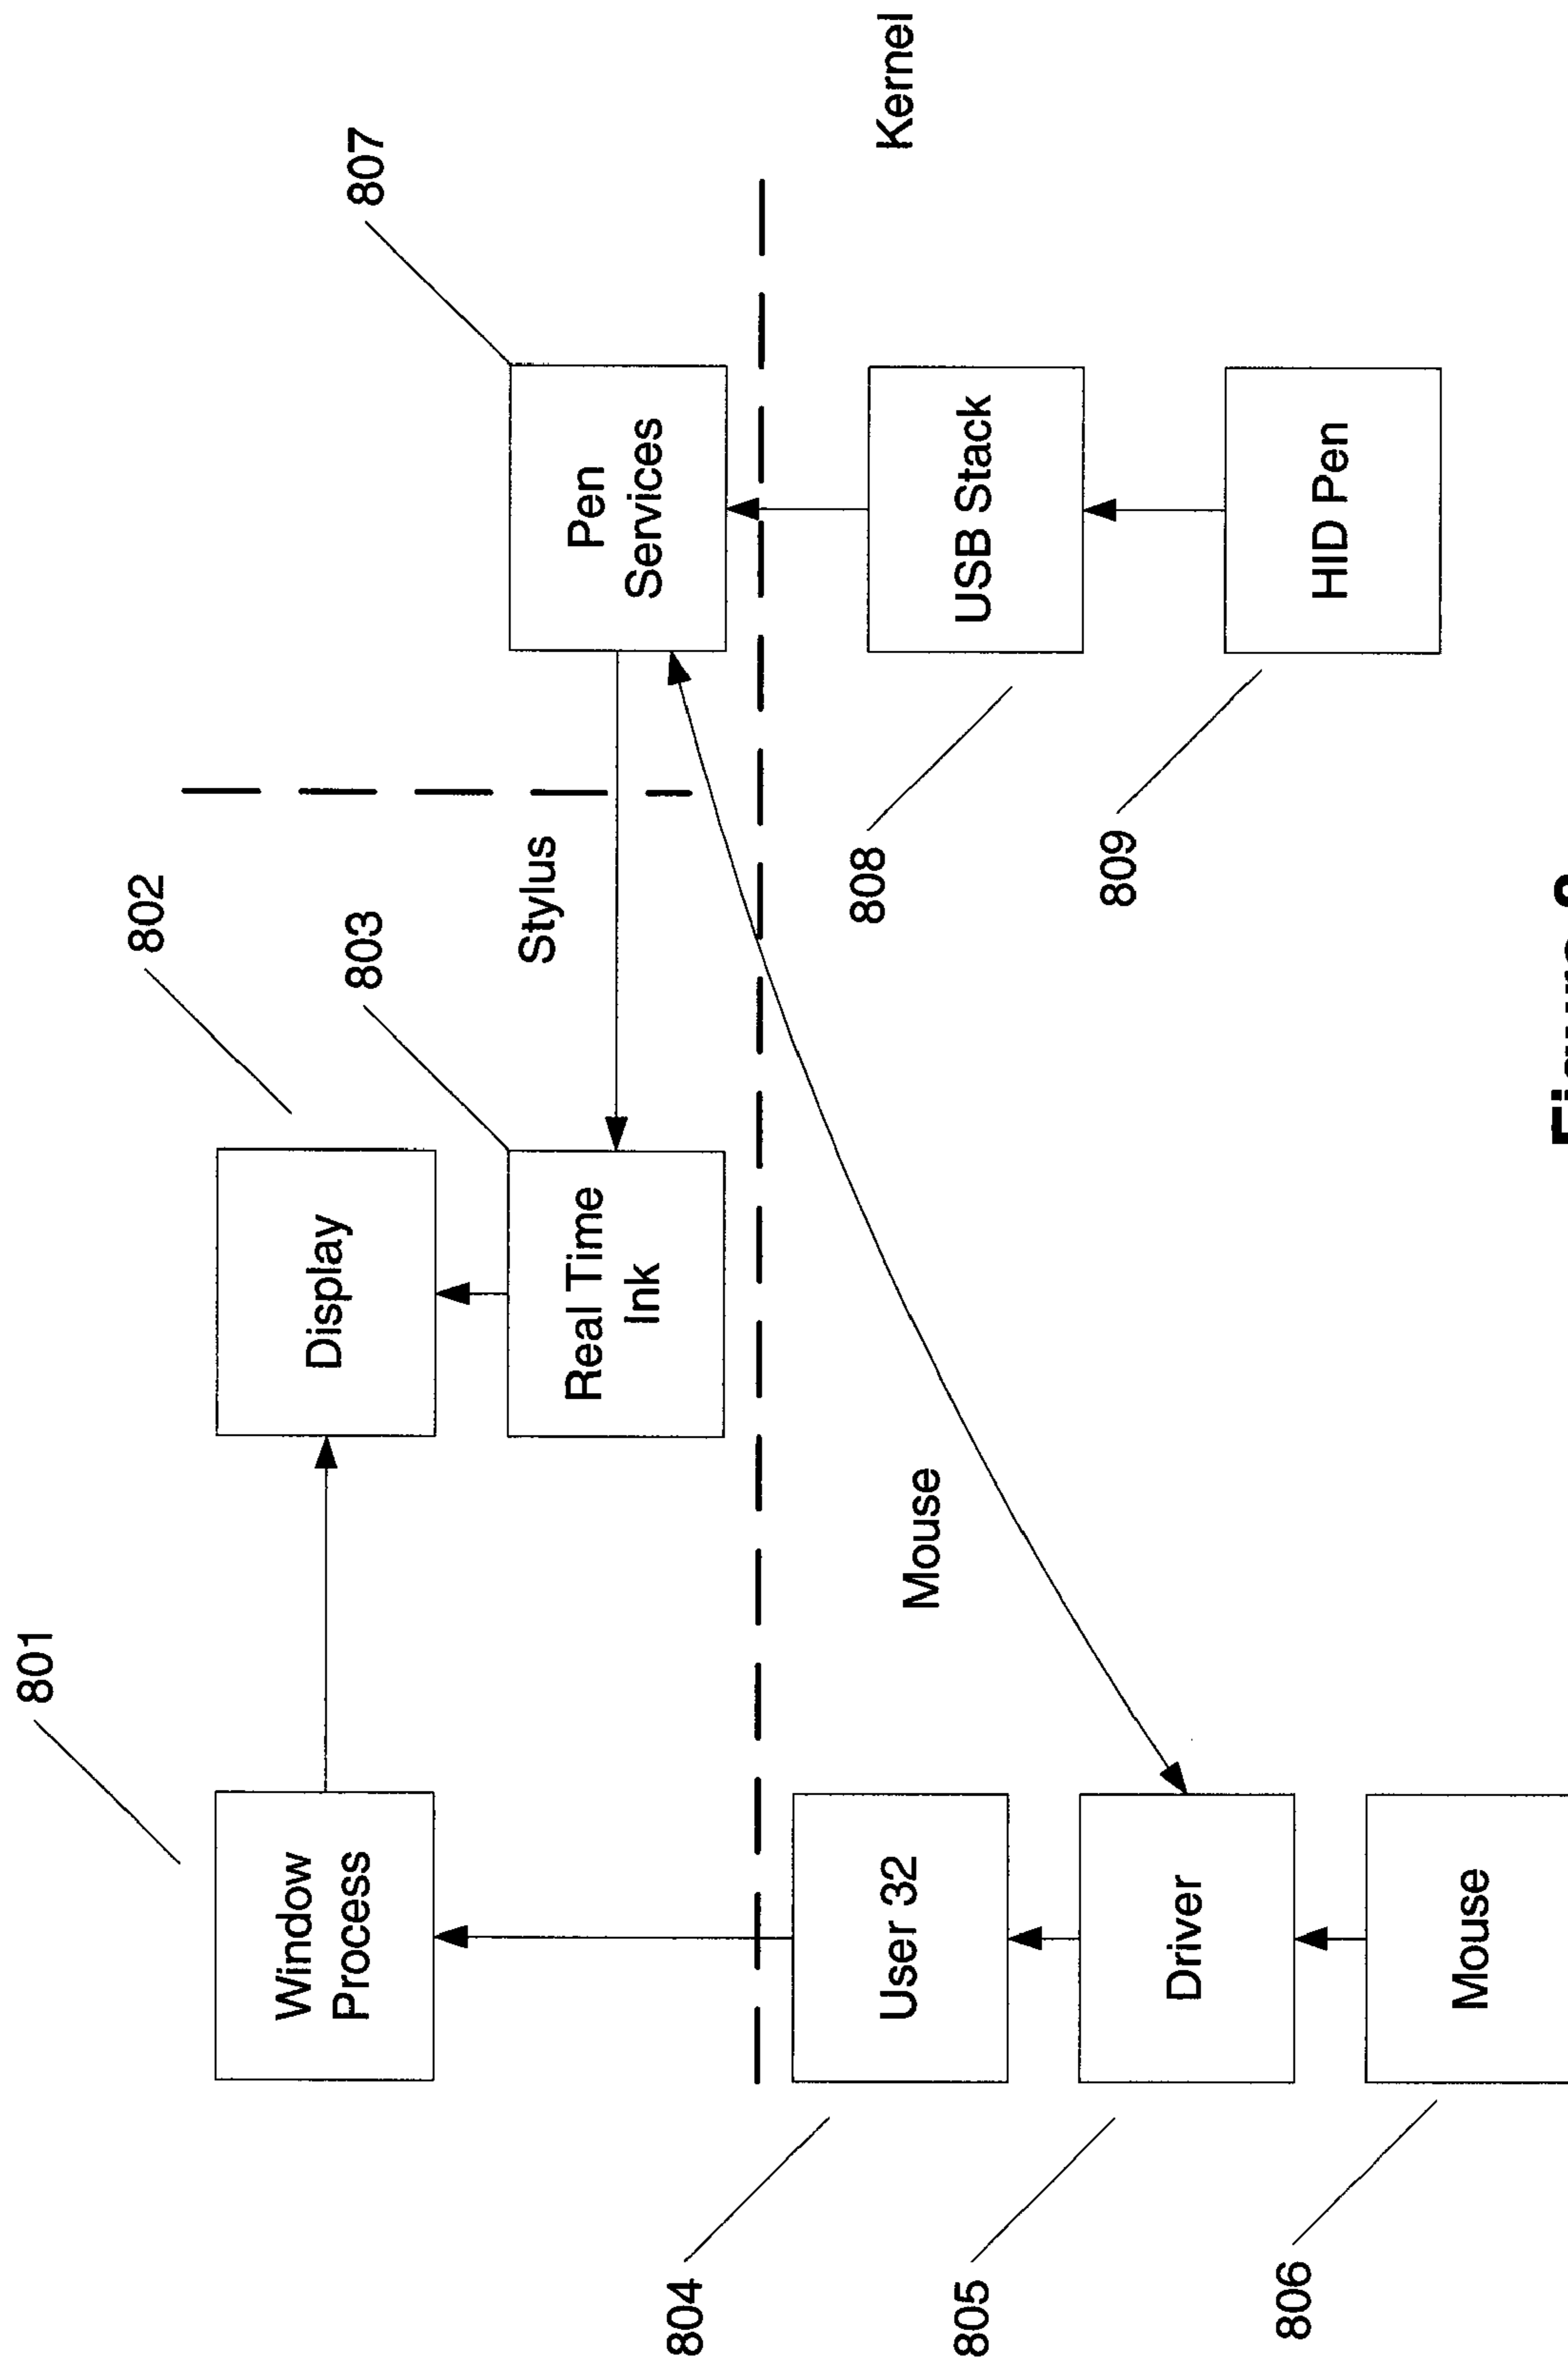 801
802
803
807
Window
Process
Display
Real Time
Ink
Stylus
Pen
Services
Kernel
804
User 32
Mouse
808
USB Stack
805
Driver
809
HID Pen
806
Mouse